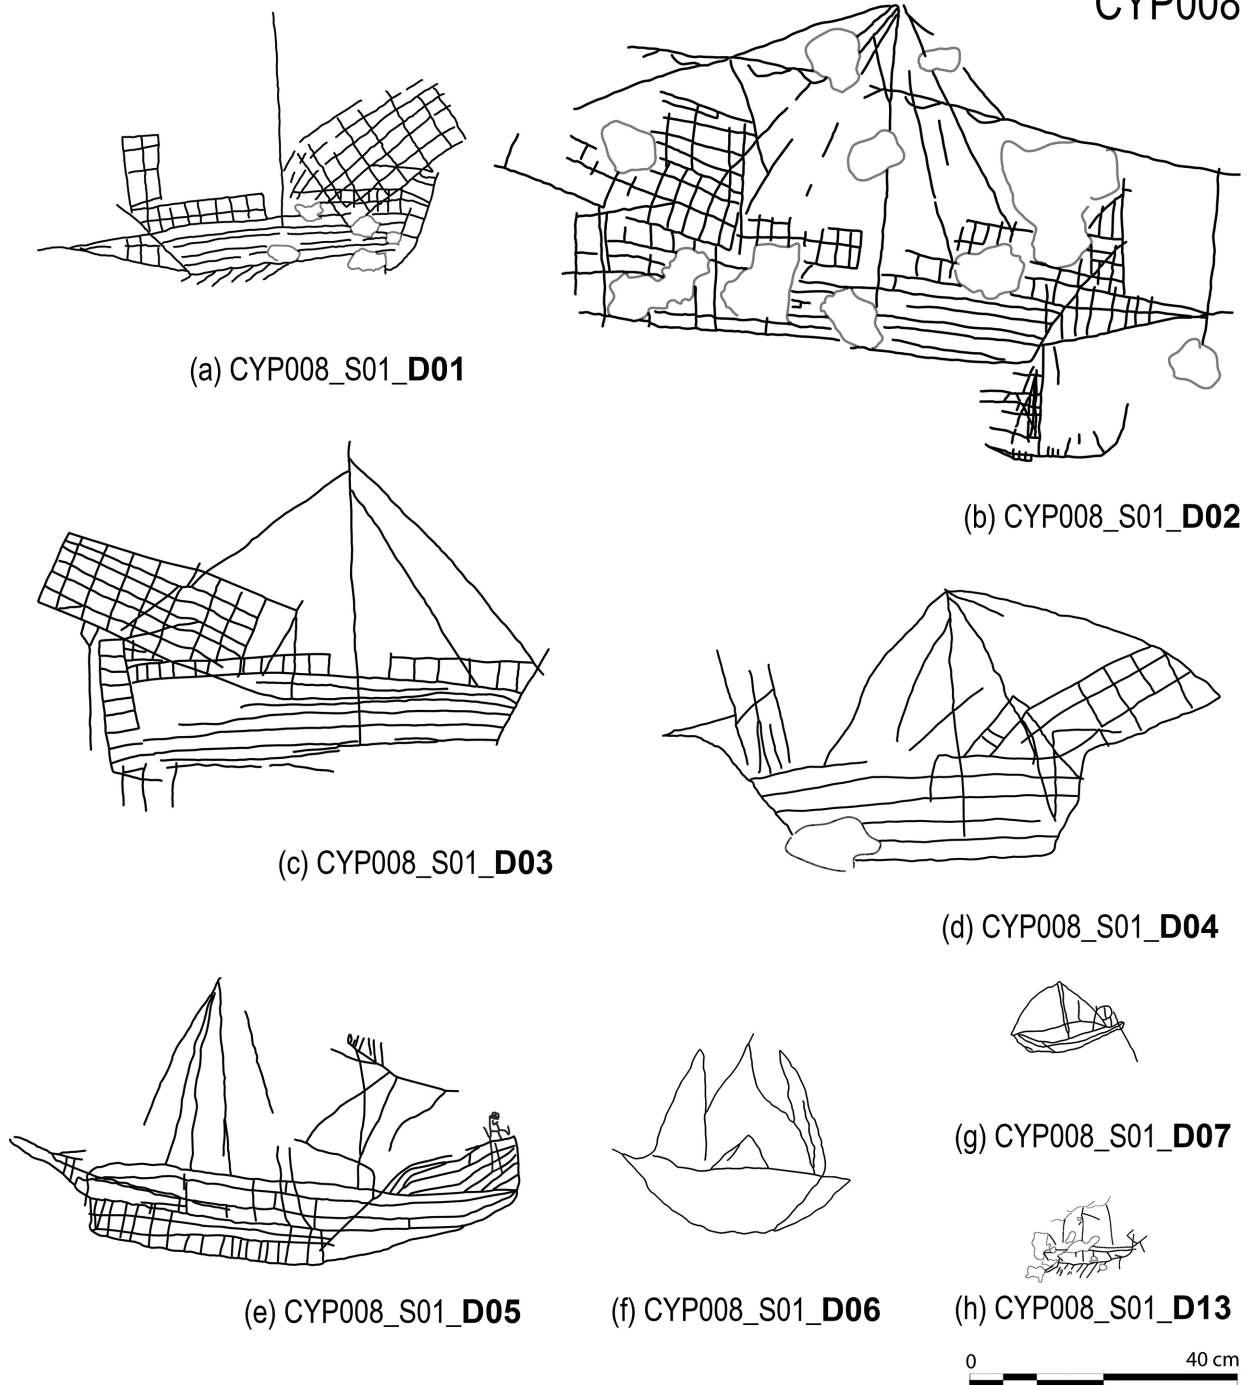 CYP008
(a) CYP008_S01_D01
(b) CYP008_S01_D02
(c) CYP008_S01_D03
(d) CYP008_S01_D04
(e) CYP008_S01_D05
(f) CYP008_S01_D06
(g) CYP008_S01_D07
(h) CYP008_S01_D13
0 40 cm